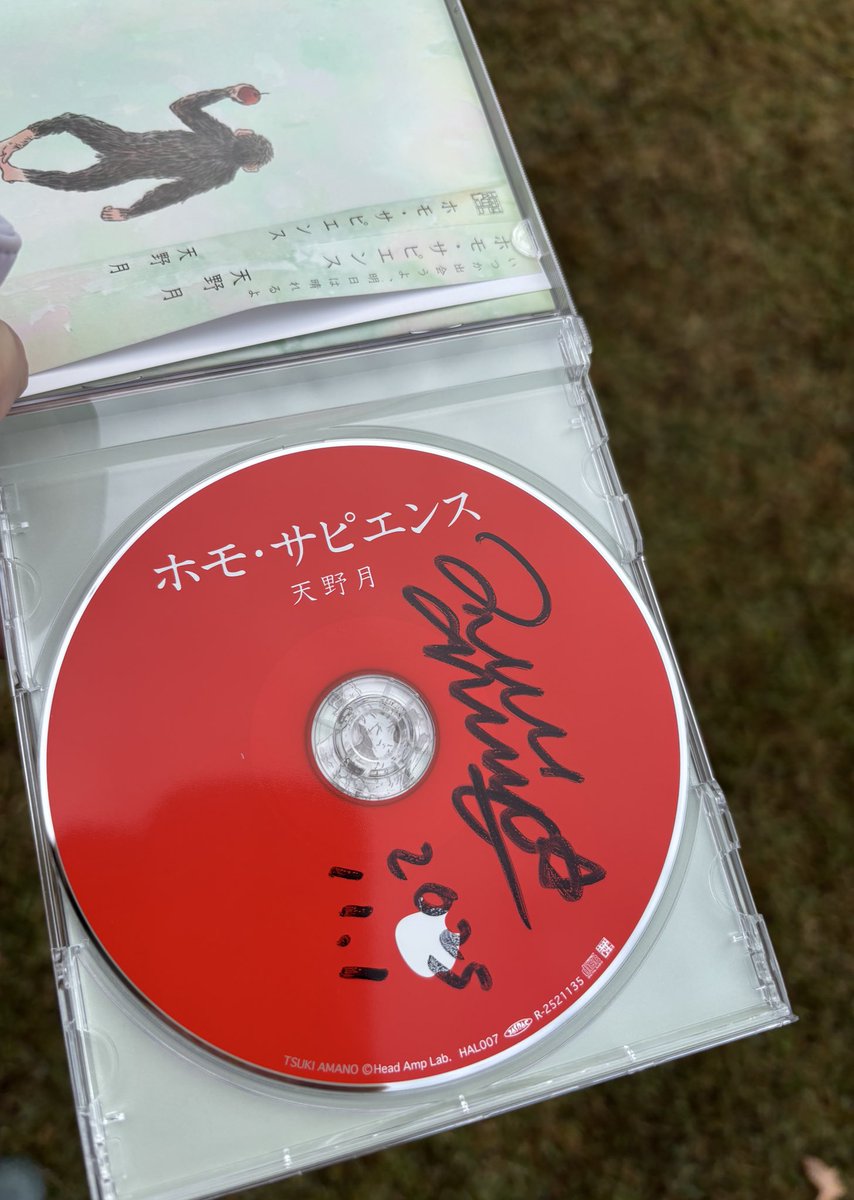 ホモ・サピエンス
ホモ・サピエンス 天野月
いつか出会うよ、明日は晴れるよ 天野月
ホモ・サピエンス
天野月
2025
11.1
TSUKI AMANO ©Head Amp Lab. HAL007 JASRAC R-2521135